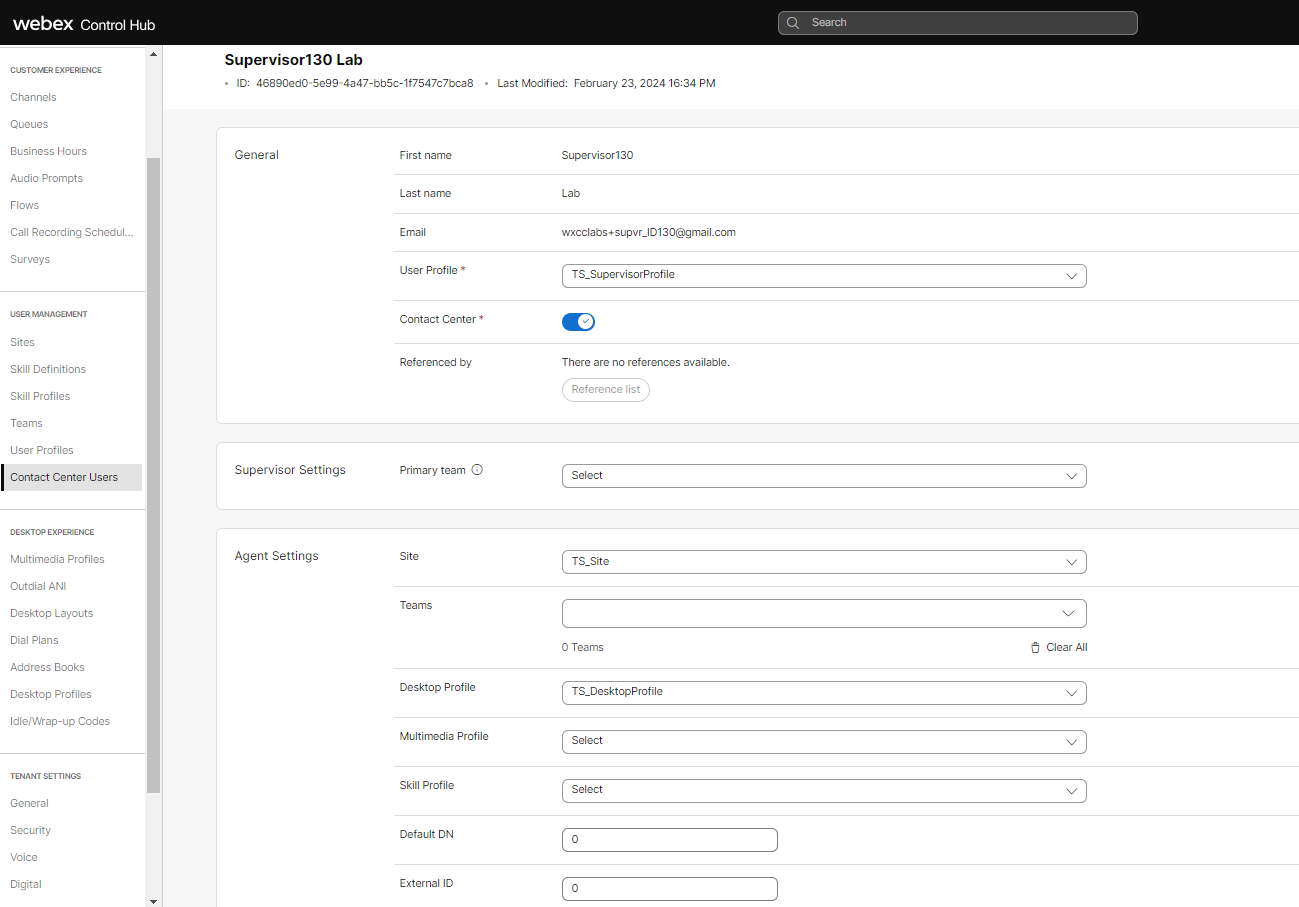 webex Control Hub
Search
CUSTOMER EXPERIENCE
Channels
Queues
Business Hours
Audio Prompts
Flows
Call Recording Schedul...
Surveys
USER MANAGEMENT
Sites
Skill Definitions
Skill Profiles
Teams
User Profiles
Contact Center Users
DESKTOP EXPERIENCE
Multimedia Profiles
Outdial ANI
Desktop Layouts
Dial Plans
Address Books
Desktop Profiles
Idle/Wrap-up Codes
TENANT SETTINGS
General
Security
Voice
Digital
Supervisor130 Lab
• ID: 46890ed0-5e99-4a47-bb5c-1f7547c7bca8 • Last Modified: February 23, 2024 16:34 PM
General
First name Supervisor130
Last name Lab
Email wxcclabs+supvr_ID130@gmail.com
User Profile * TS_SupervisorProfile
Contact Center *
Referenced by There are no references available.
Reference list
Supervisor Settings
Primary team Select
Agent Settings
Site TS_Site
Teams
0 Teams Clear All
Desktop Profile TS_DesktopProfile
Multimedia Profile Select
Skill Profile Select
Default DN 0
External ID 0